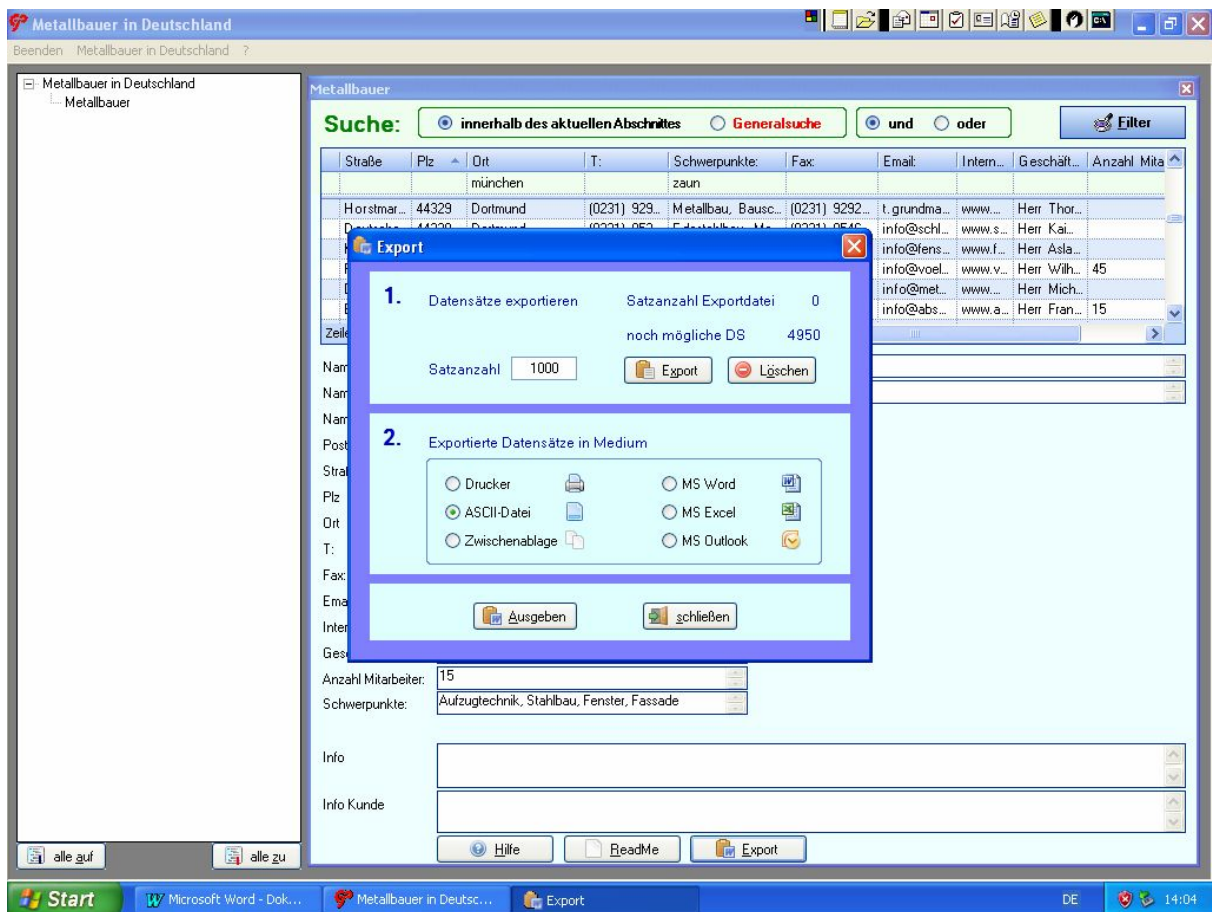 Metallbauer in Deutschland
Beenden Metallbauer in Deutschland ?
Metallbauer in Deutschland
Metallbauer
Metallbauer
Suche: innerhalb des aktuellen Abschnittes Generalsuche und oder Filter
Straße Plz Ort T: Schwerpunkte: Fax: Email: Intern... Geschäft... Anzahl Mita
münchen zaun
Horstmar... 44329 Dortmund (0231) 929... Metallbau, Bausc... (0231) 9292... t.grundma... www.... Herr Thor...
info@schl... www.s... Herr Kai...
info@fens... www.f... Herr Asla...
info@voel... www.v... Herr Wilh... 45
info@met... www.... Herr Mich...
info@abs... www.a... Herr Fran... 15
Export
1. Datensätze exportieren Satzanzahl Exportdatei 0
noch mögliche DS 4950
Satzanzahl 1000 Export Löschen
2. Exportierte Datensätze in Medium
Drucker MS Word
ASCII-Datei MS Excel
Zwischenablage MS Outlook
Ausgeben schließen
Plz
Ort
T:
Fax:
Anzahl Mitarbeiter: 15
Schwerpunkte: Aufzugtechnik, Stahlbau, Fenster, Fassade
Info
Info Kunde
alle auf alle zu Hilfe ReadMe Export
Start Microsoft Word - Dok... Metallbauer in Deutsc... Export DE 14:04